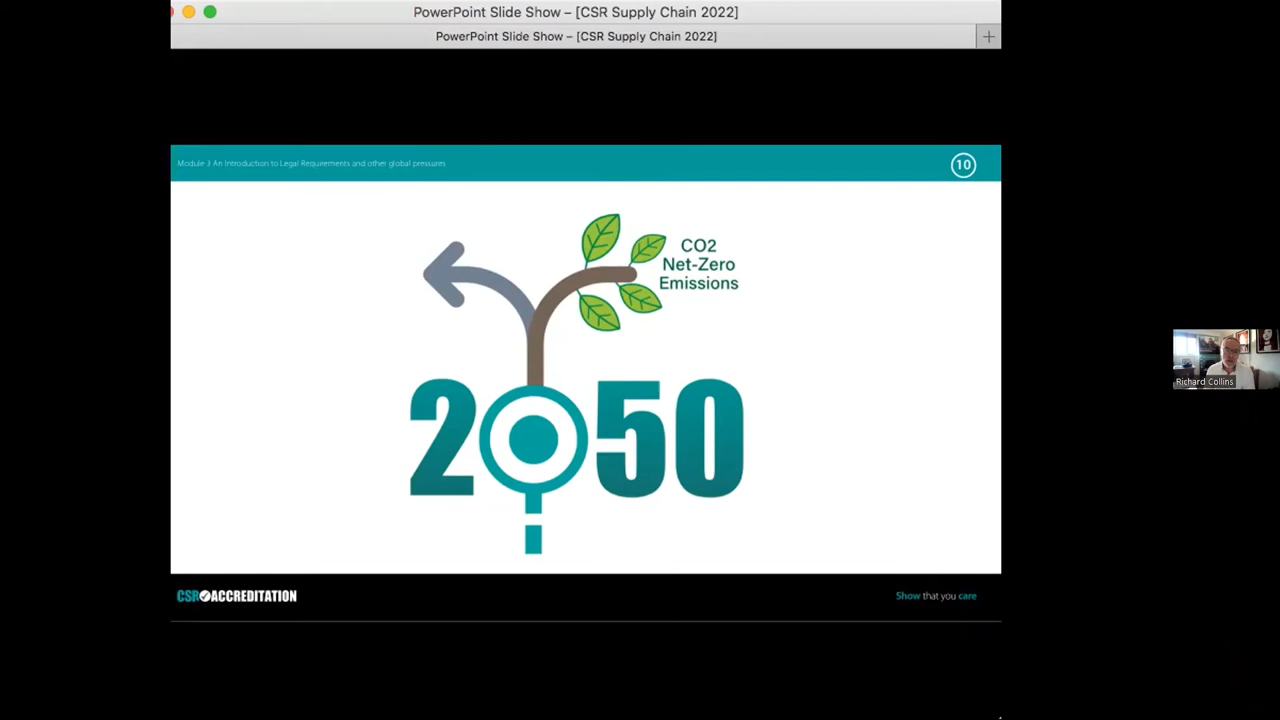 PowerPoint Slide Show – [CSR Supply Chain 2022]
PowerPoint Slide Show – [CSR Supply Chain 2022]
Module 3 An Introduction to Legal Requirements and other global pressures
10
CO2
Net-Zero
Emissions
2050
Richard Collins
CSR ACCREDITATION
Show that you care